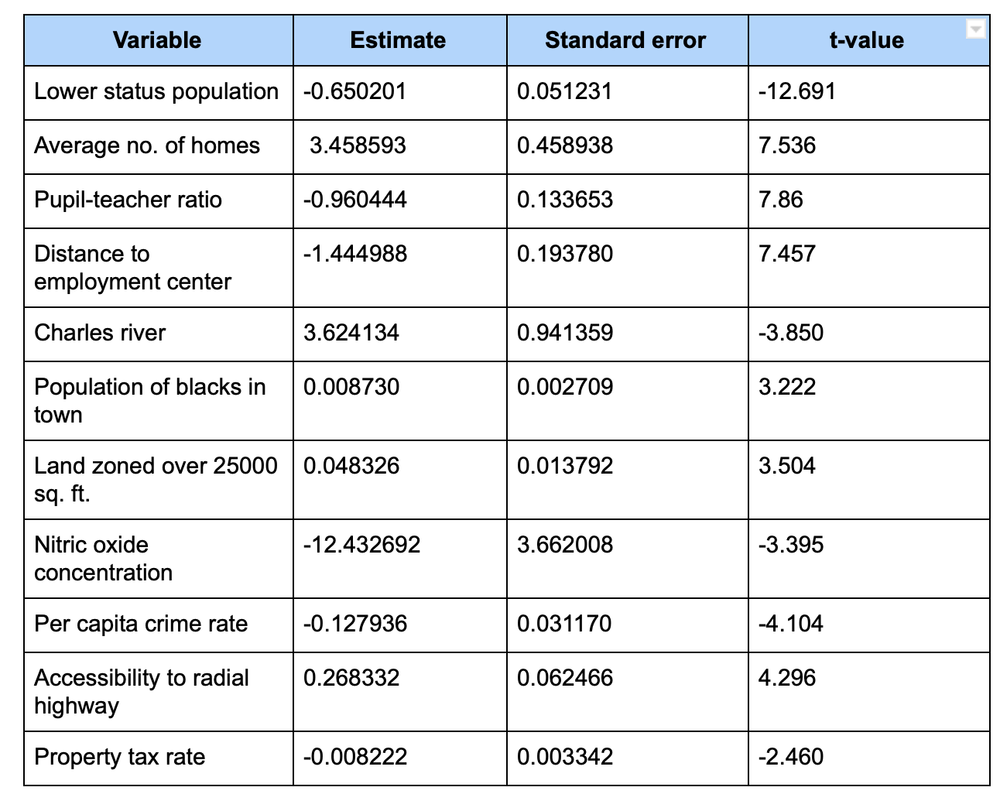 Variable Estimate Standard error t-value
Lower status population -0.650201 0.051231 -12.691
Average no. of homes 3.458593 0.458938 7.536
Pupil-teacher ratio -0.960444 0.133653 7.86
Distance to -1.444988 0.193780 7.457
employment center
Charles river 3.624134 0.941359 -3.850
Population of blacks in 0.008730 0.002709 3.222
town
Land zoned over 25000 0.048326 0.013792 3.504
sq. ft.
Nitric oxide -12.432692 3.662008 -3.395
concentration
Per capita crime rate -0.127936 0.031170 -4.104
Accessibility to radial 0.268332 0.062466 4.296
highway
Property tax rate -0.008222 0.003342 -2.460